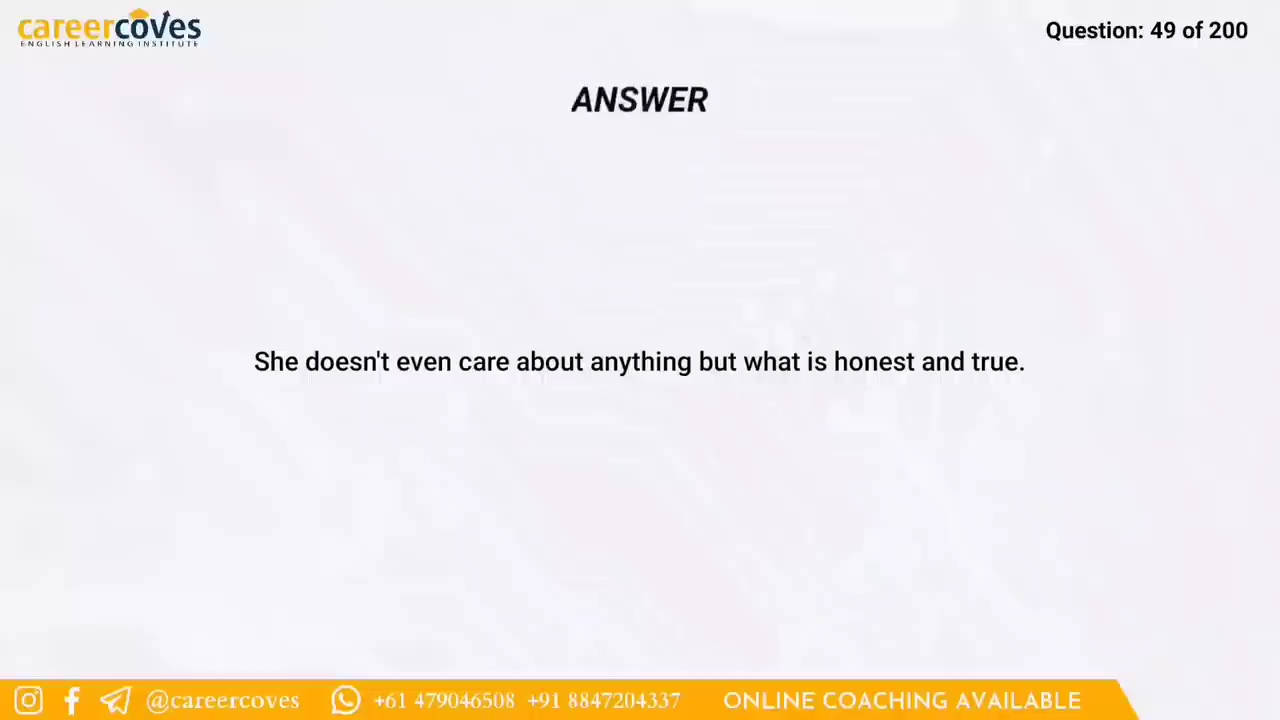 careercoves
ENGLISH LEARNING INSTITUTE
Question: 49 of 200
ANSWER
She doesn't even care about anything but what is honest and true.
@careercoves +61 479046508 +91 8847204337 ONLINE COACHING AVAILABLE